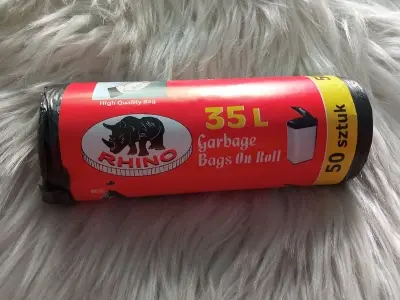 High Quality BAG
RHINO
35 L
Garbage
Bags On Roll
50 sztuk